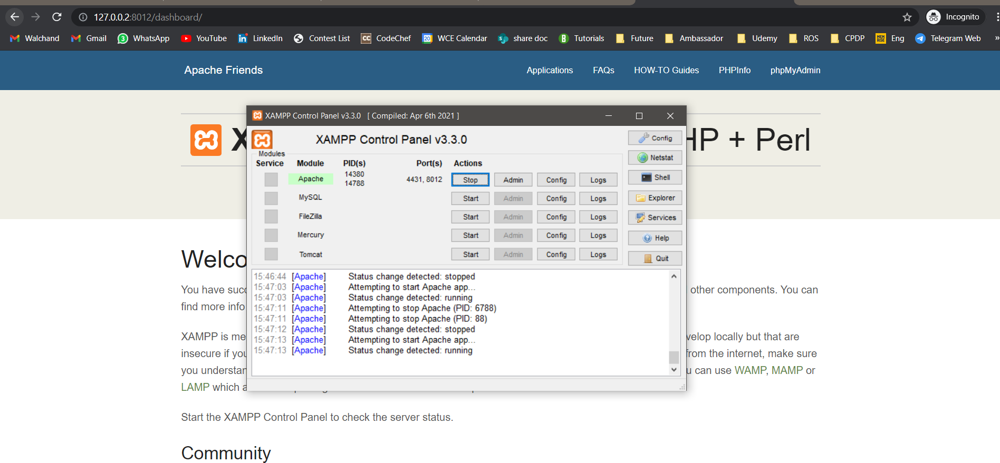 127.0.0.2:8012/dashboard/
Incognito
Walchand Gmail 3 WhatsApp YouTube in LinkedIn Contest List CC CodeChef 20 WCE Calendar S share doc B Tutorials Future Ambassador Udemy ROS CPDP MEM RISE Eng Telegram Web »
Apache Friends Applications FAQs HOW-TO Guides PHPInfo phpMyAdmin
X
HP + Perl
XAMPP Control Panel v3.3.0 [ Compiled: Apr 6th 2021 ]
XAMPP Control Panel v3.3.0
Config
Modules
Netstat
Service Module PID(s) Port(s) Actions
Apache 14380 14788 4431, 8012 Stop Admin Config Logs
Shell
MySQL Start Admin Config Logs
Explorer
FileZilla Start Admin Config Logs
Services
Mercury Start Admin Config Logs
Help
Tomcat Start Admin Config Logs
Quit
15:46:44 [Apache] Status change detected: stopped
15:47:03 [Apache] Attempting to start Apache app...
15:47:03 [Apache] Status change detected: running
15:47:11 [Apache] Attempting to stop Apache (PID: 6788)
15:47:11 [Apache] Attempting to stop Apache (PID: 88)
15:47:12 [Apache] Status change detected: stopped
15:47:13 [Apache] Attempting to start Apache app...
15:47:13 [Apache] Status change detected: running
Welco
You have succ
other components. You can
find more info
XAMPP is me
velop locally but that are
insecure if you
from the internet, make sure
you understan
u can use WAMP, MAMP or
LAMP which a
Start the XAMPP Control Panel to check the server status.
Community